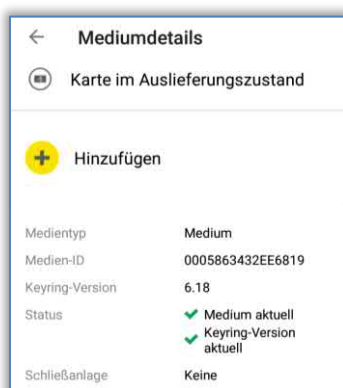 Mediumdetails
Karte im Auslieferungszustand
Hinzufügen
Medientyp Medium
Medien-ID 0005863432EE6819
Keyring-Version 6.18
Status Medium aktuell
Keyring-Version
aktuell
Schließanlage Keine